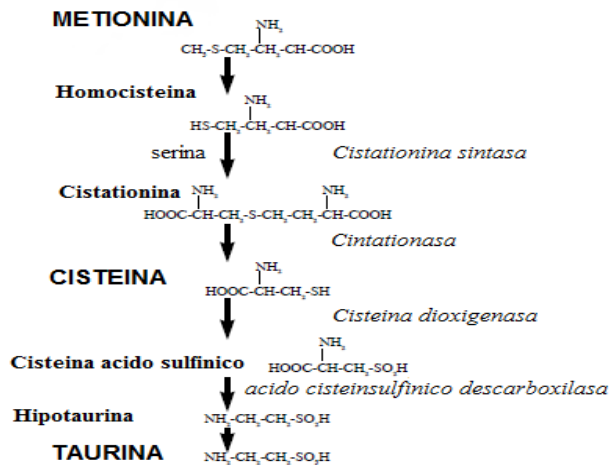 METIONINA
NH₂
CH₃-S-CH₂-CH₂-CH-COOH
Homocisteina
NH₂
HS-CH₂-CH₂-CH-COOH
serina
Cistationina sintasa
Cistationina
NH₂ NH₂
HOOC-CH-CH₂-S-CH₂-CH₂-CH-COOH
Cintationasa
CISTEINA
NH₂
HOOC-CH-CH₂-SH
Cisteina dioxigenasa
NH₂
Cisteina acido sulfinico HOOC-CH-CH₂-SO₂H
acido cisteinsulfinico descarboxilasa
Hipotaurina NH₂-CH₂-CH₂-SO₂H
TAURINA NH₂-CH₂-CH₂-SO₃H